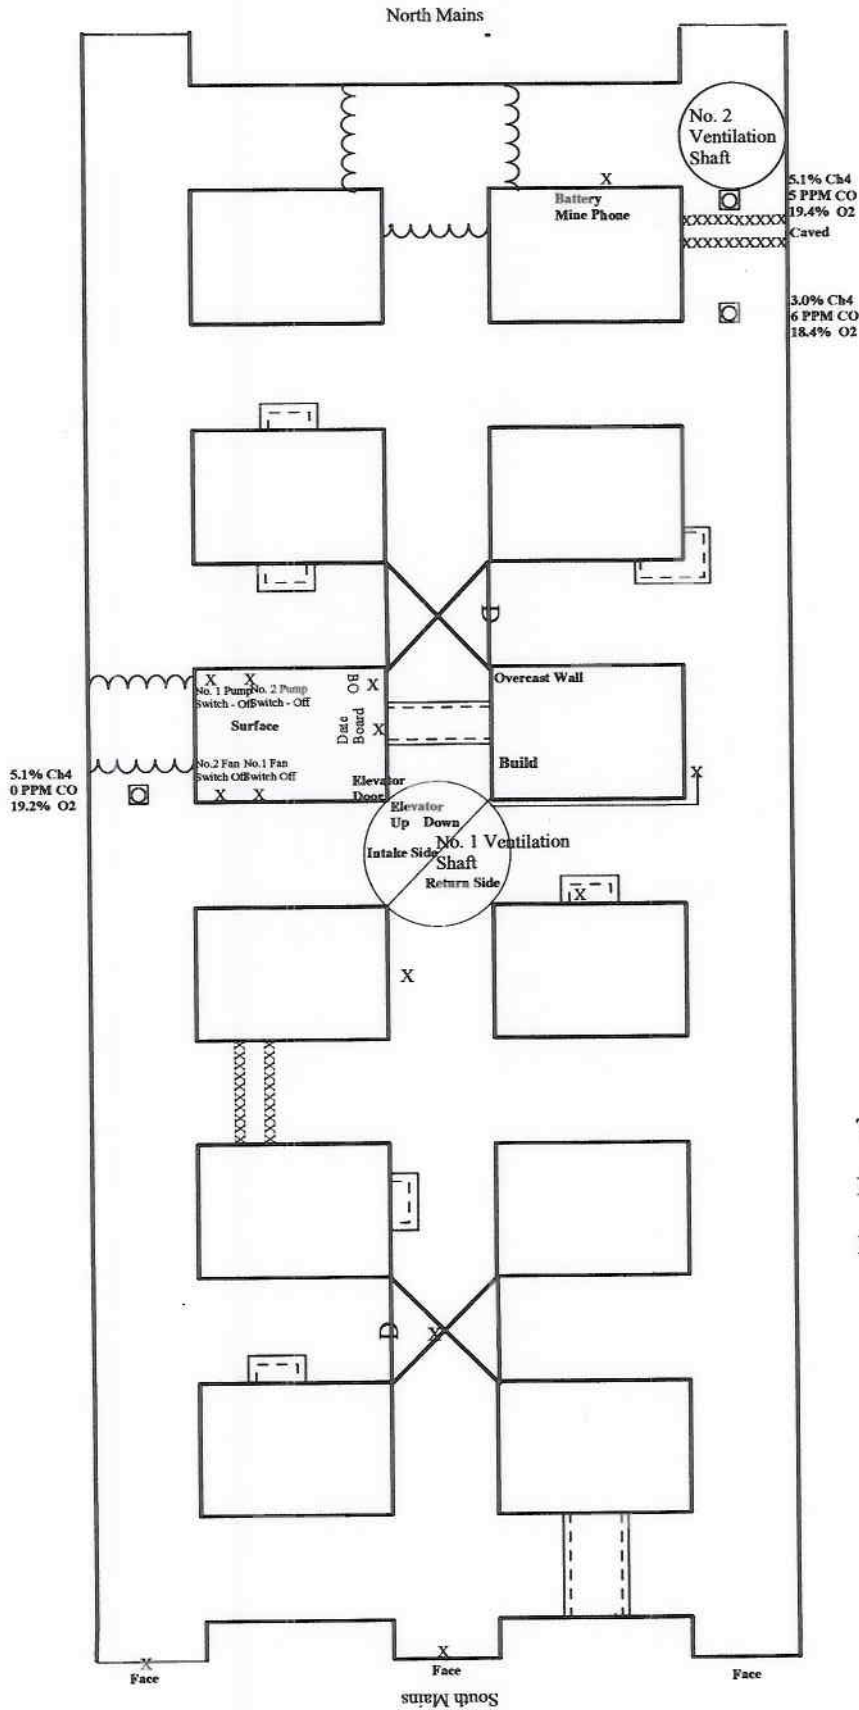 North Mains
No. 2
Ventilation
Shaft
X
5.1% Ch4
5 PPM CO
19.4% O2
Battery
Mine Phone
XXXXXXXXXX
XXXXXXXXXX
Caved
3.0% Ch4
6 PPM CO
18.4% O2
D
X X
No. 1 Pump No. 2 Pump
Switch - Off Switch - Off
BO
X
Overcast Wall
Surface
Date
Board
X
No.2 Fan No.1 Fan
Switch Off Switch Off
X X
Build
X
5.1% Ch4
0 PPM CO
19.2% O2
Elevator
Door
Elevator
Up Down
No. 1 Ventilation
Shaft
Intake Side
Return Side
X
X
D
X
X
Face
X
Face
Face
South Mains